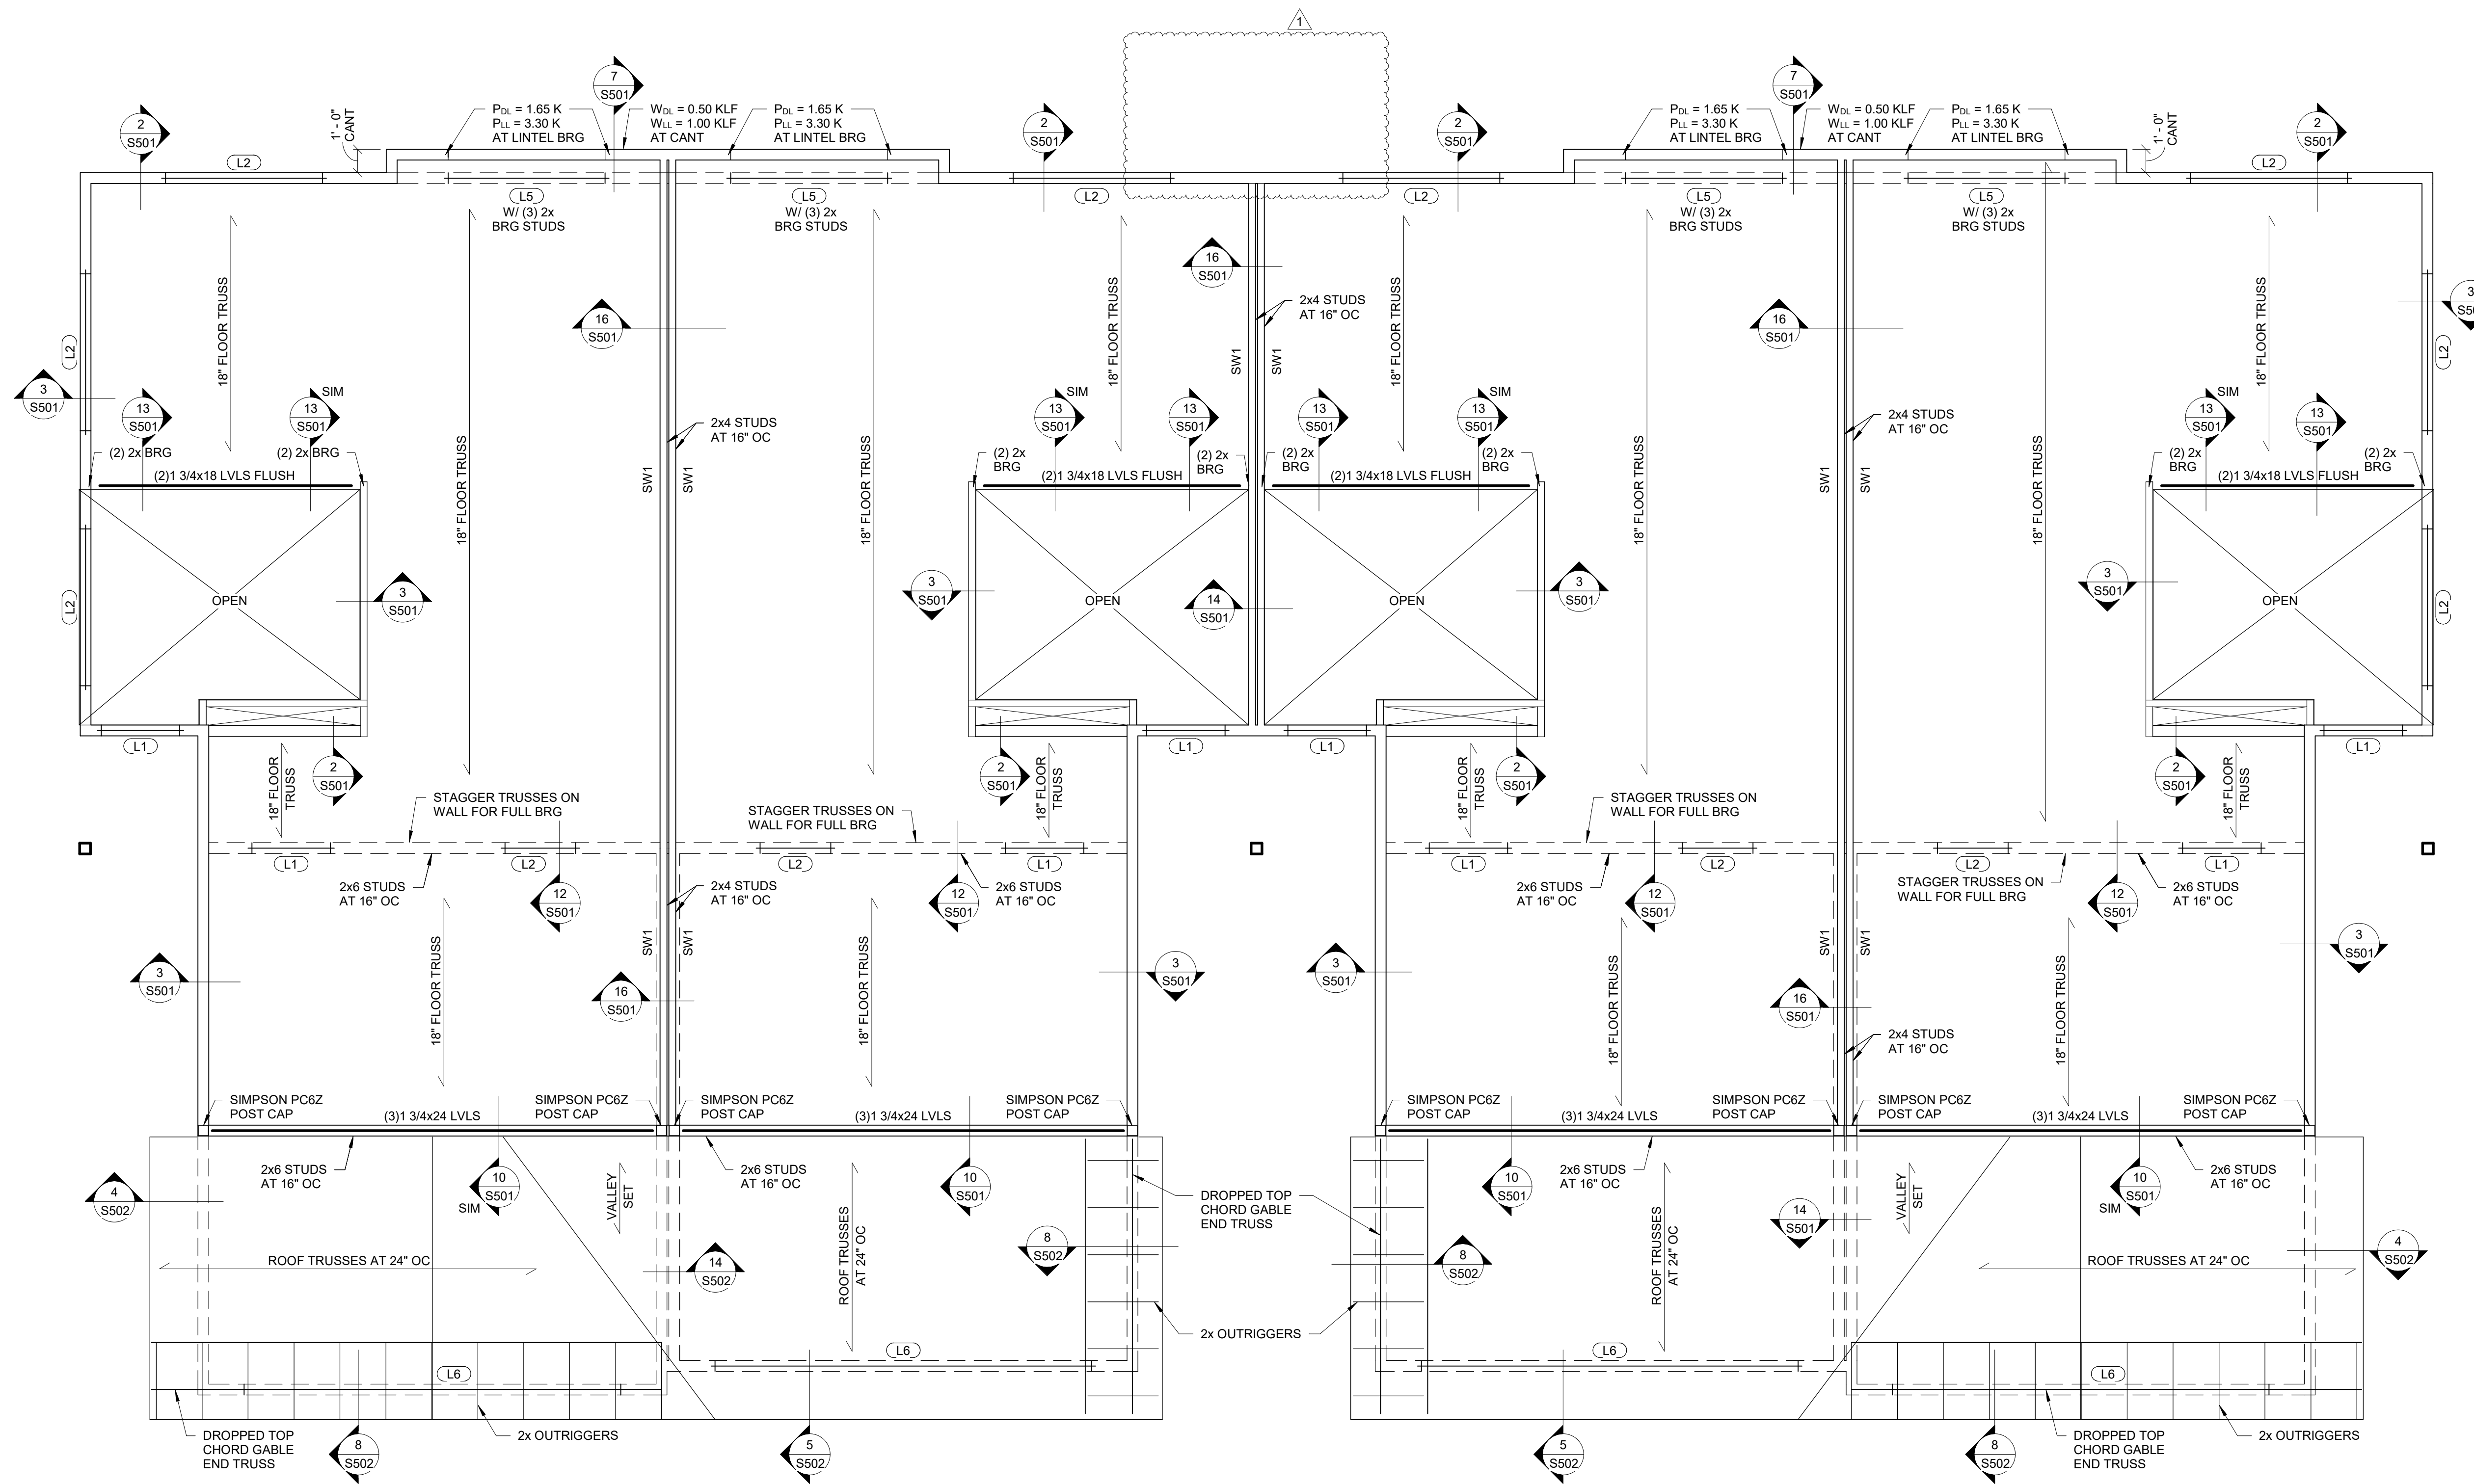 1
7
S501
7
S501
2
S501
1' - 0"
CANT
PDL = 1.65 K
PLL = 3.30 K
AT LINTEL BRG
WDL = 0.50 KLF
WLL = 1.00 KLF
AT CANT
PDL = 1.65 K
PLL = 3.30 K
AT LINTEL BRG
2
S501
2
S501
PDL = 1.65 K
PLL = 3.30 K
AT LINTEL BRG
WDL = 0.50 KLF
WLL = 1.00 KLF
AT CANT
PDL = 1.65 K
PLL = 3.30 K
AT LINTEL BRG
1' - 0"
CANT
2
S501
L2
L2
L5
W/ (3) 2x
BRG STUDS
L5
W/ (3) 2x
BRG STUDS
L2
L2
L5
W/ (3) 2x
BRG STUDS
L5
W/ (3) 2x
BRG STUDS
16
S501
2x4 STUDS
AT 16" OC
16
S501
16
S501
3
18" FLOOR TRUSS
18" FLOOR TRUSS
18" FLOOR TRUSS
18" FLOOR TRUSS
L2
SW1
SW1
L2
3
S501
13
S501
SIM
13
S501
SIM
13
S501
13
S501
13
S501
SIM
13
S501
SIM
13
S501
13
S501
2x4 STUDS
AT 16" OC
2x4 STUDS
AT 16" OC
(2) 2x BRG
(2) 2x BRG
(2) 2x
BRG
(2) 2x
BRG
(2) 2x
BRG
(2) 2x
BRG
(2) 2x
BRG
(2) 2x
BRG
(2)1 3/4x18 LVLS FLUSH
(2)1 3/4x18 LVLS FLUSH
(2)1 3/4x18 LVLS FLUSH
(2)1 3/4x18 LVLS FLUSH
18" FLOOR TRUSS
SW1
SW1
18" FLOOR TRUSS
18" FLOOR TRUSS
SW1
SW1
18" FLOOR TRUSS
L2
OPEN
3
S501
3
S501
OPEN
14
S501
OPEN
3
S501
3
S501
OPEN
L2
L1
L1
L1
L1
2
S501
2
S501
2
S501
2
S501
18" FLOOR
TRUSS
18" FLOOR
TRUSS
18" FLOOR
TRUSS
18" FLOOR
TRUSS
STAGGER TRUSSES ON
WALL FOR FULL BRG
STAGGER TRUSSES ON
WALL FOR FULL BRG
STAGGER TRUSSES ON
WALL FOR FULL BRG
L1
L2
L2
L1
L1
L2
L2
L1
2x6 STUDS
AT 16" OC
12
S501
2x4 STUDS
AT 16" OC
12
S501
2x6 STUDS
AT 16" OC
2x6 STUDS
AT 16" OC
12
S501
STAGGER TRUSSES ON
WALL FOR FULL BRG
12
S501
2x6 STUDS
AT 16" OC
3
S501
18" FLOOR TRUSS
SW1
SW1
16
S501
18" FLOOR TRUSS
3
S501
3
S501
18" FLOOR TRUSS
SW1
SW1
16
S501
2x4 STUDS
AT 16" OC
18" FLOOR TRUSS
3
S501
SIMPSON PC6Z
POST CAP
(3)1 3/4x24 LVLS
SIMPSON PC6Z
POST CAP
SIMPSON PC6Z
POST CAP
(3)1 3/4x24 LVLS
SIMPSON PC6Z
POST CAP
SIMPSON PC6Z
POST CAP
(3)1 3/4x24 LVLS
SIMPSON PC6Z
POST CAP
SIMPSON PC6Z
POST CAP
(3)1 3/4x24 LVLS
SIMPSON PC6Z
POST CAP
4
S502
2x6 STUDS
AT 16" OC
10
S501
SIM
VALLEY
SET
2x6 STUDS
AT 16" OC
10
S501
DROPPED TOP
CHORD GABLE
END TRUSS
10
S501
2x6 STUDS
AT 16" OC
14
S501
VALLEY
SET
10
S501
SIM
2x6 STUDS
AT 16" OC
ROOF TRUSSES AT 24" OC
14
S502
ROOF TRUSSES
AT 24" OC
8
S502
8
S502
ROOF TRUSSES
AT 24" OC
ROOF TRUSSES AT 24" OC
4
S502
2x OUTRIGGERS
L6
L6
L6
L6
DROPPED TOP
CHORD GABLE
END TRUSS
8
S502
2x OUTRIGGERS
5
S502
5
S502
8
S502
DROPPED TOP
CHORD GABLE
END TRUSS
2x OUTRIGGERS